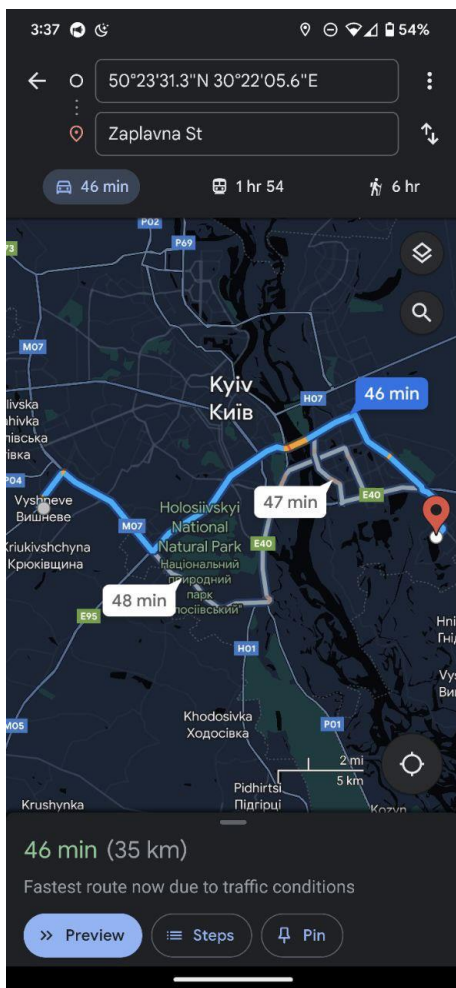 3:37
54%
50°23'31.3"N 30°22'05.6"E
Zaplavna St
46 min
1 hr 54
6 hr
P02
P69
73
M07
Kyiv
Київ
H07
46 min
P04
Vyshneve
Вишневе
47 min
E40
M07
Holosiivskyi
National
Natural Park
Національний
природний
парк
E40
Kriukivshchyna
Крюківщина
48 min
E95
H01
Khodosivka
Ходосівка
P01
M05
2 mi
5 km
Pidhirtsi
Підгірці
Krushynka
Kozyn
46 min (35 km)
Fastest route now due to traffic conditions
Preview
Steps
Pin